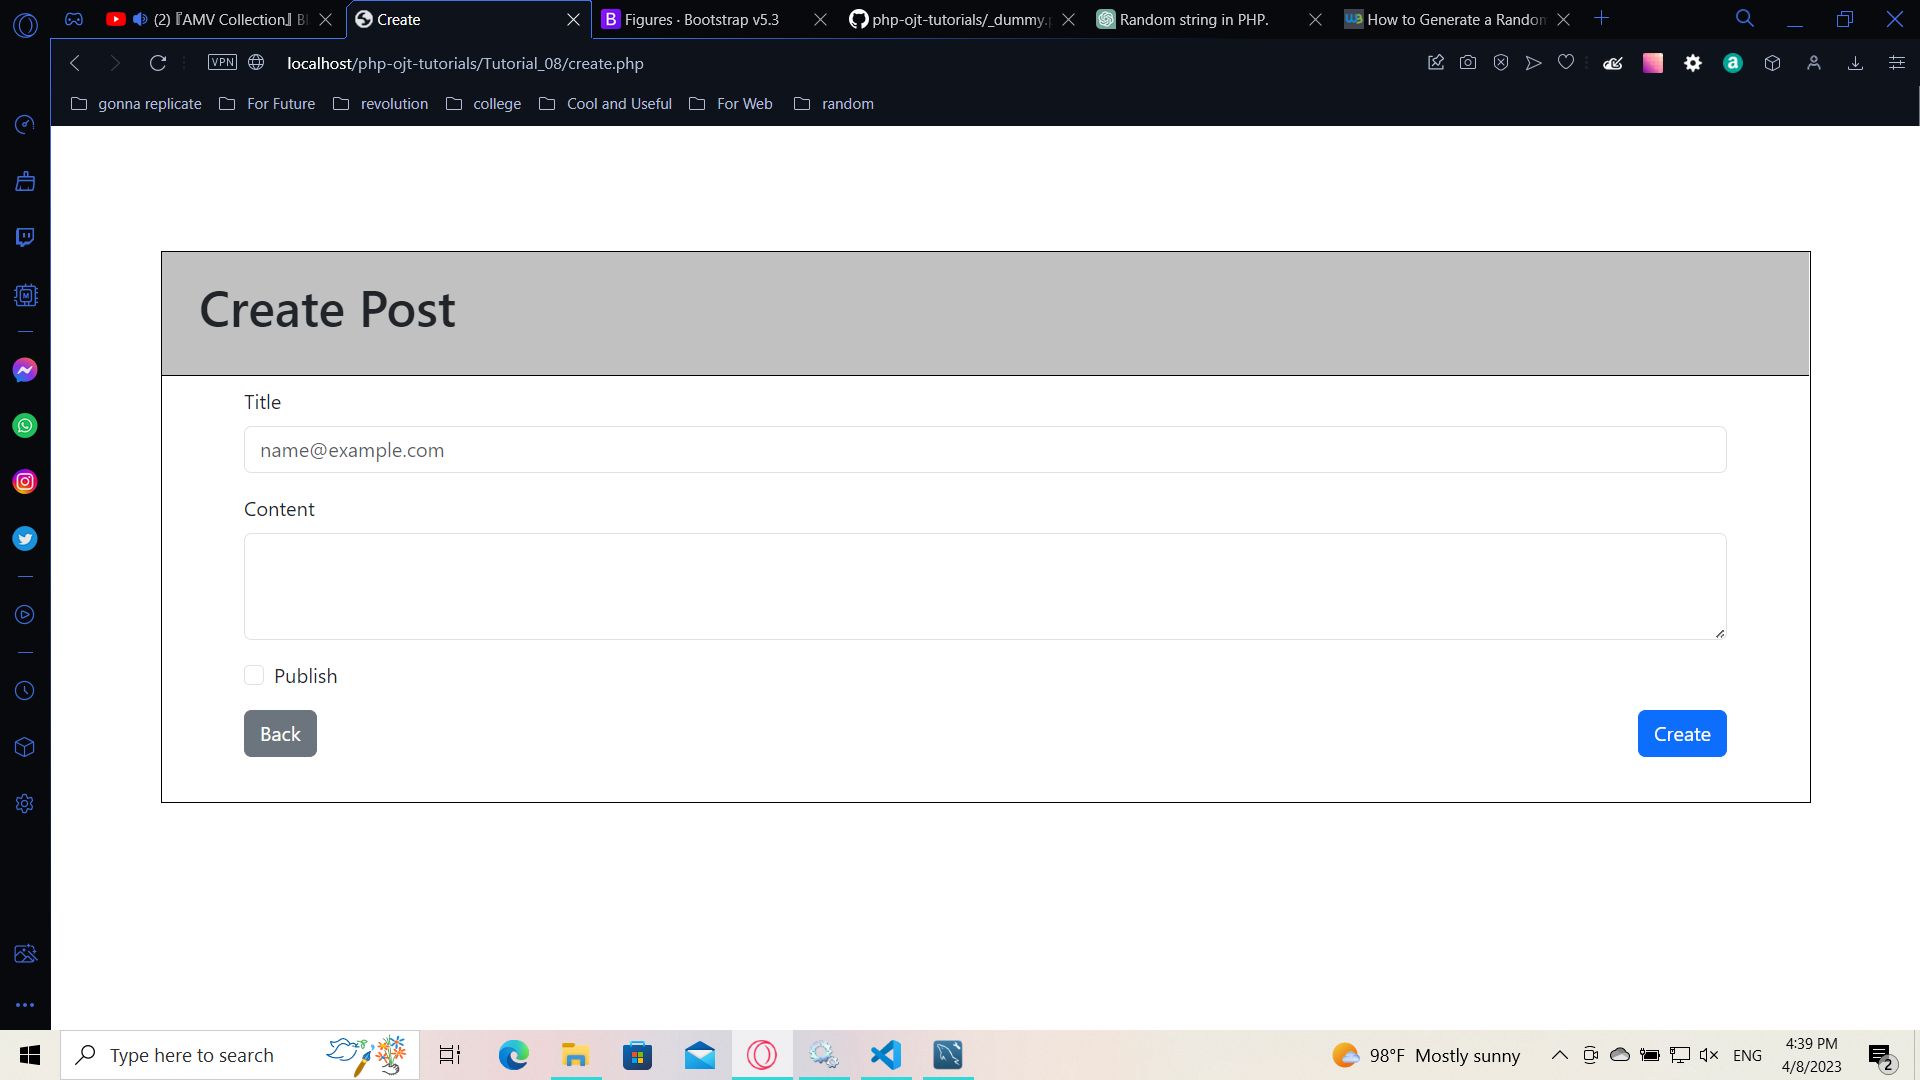 (2)『AMV Collection』 B
Create
Figures · Bootstrap v5.3
php-ojt-tutorials/_dummy.p
Random string in PHP.
How to Generate a Random
VPN
localhost/php-ojt-tutorials/Tutorial_08/create.php
gonna replicate
For Future
revolution
college
Cool and Useful
For Web
random
Create Post
Title
name@example.com
Content
Publish
Back
Create
Type here to search
98°F Mostly sunny
ENG
4:39 PM
4/8/2023
2